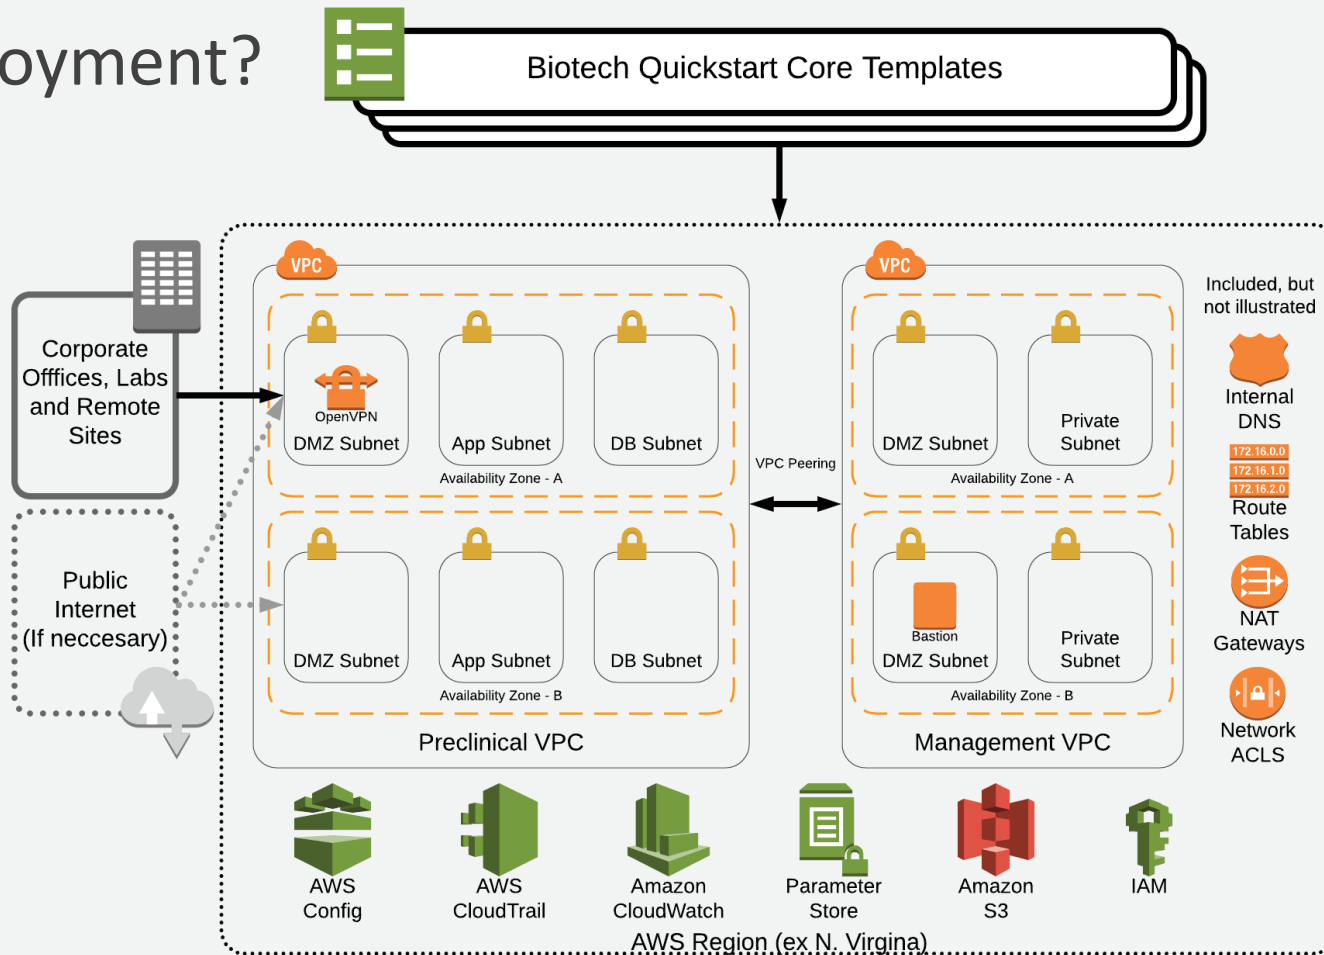 oyment?
Biotech Quickstart Core Templates
VPC
VPC
Included, but
not illustrated
Corporate
Offfices, Labs
and Remote
Sites
OpenVPN
DMZ Subnet
App Subnet
DB Subnet
Availability Zone - A
VPC Peering
DMZ Subnet
Private
Subnet
Availability Zone - A
Internal
DNS
172.16.0.0
172.16.1.0
172.16.2.0
Route
Tables
Public
Internet
(If neccesary)
DMZ Subnet
App Subnet
DB Subnet
Availability Zone - B
Bastion
DMZ Subnet
Private
Subnet
Availability Zone - B
NAT
Gateways
Network
ACLS
Preclinical VPC
Management VPC
AWS
Config
AWS
CloudTrail
Amazon
CloudWatch
Parameter
Store
Amazon
S3
IAM
AWS Region (ex N. Virgina)